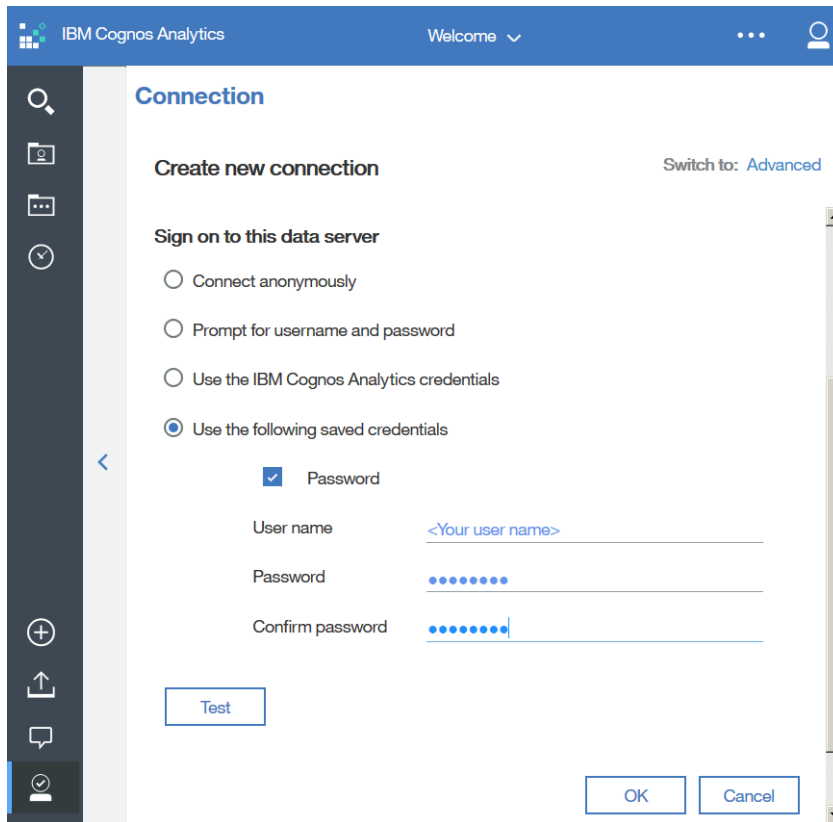 IBM Cognos Analytics Welcome
Connection
Create new connection Switch to: Advanced
Sign on to this data server
Connect anonymously
Prompt for username and password
Use the IBM Cognos Analytics credentials
Use the following saved credentials
Password
User name <Your user name>
Password ••••••••
Confirm password ••••••••
Test
OK Cancel